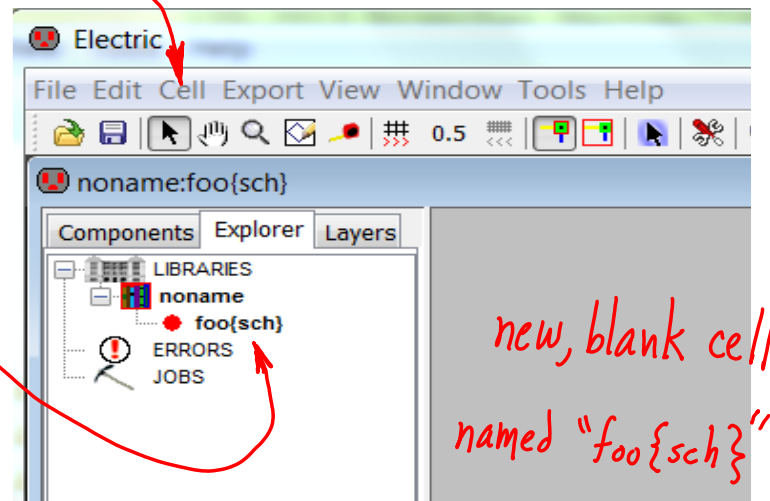 Electric
File Edit Cell Export View Window Tools Help
0.5
noname:foo{sch}
Components Explorer Layers
LIBRARIES
noname
foo{sch}
ERRORS
JOBS
new, blank cell
named "foo{sch}"